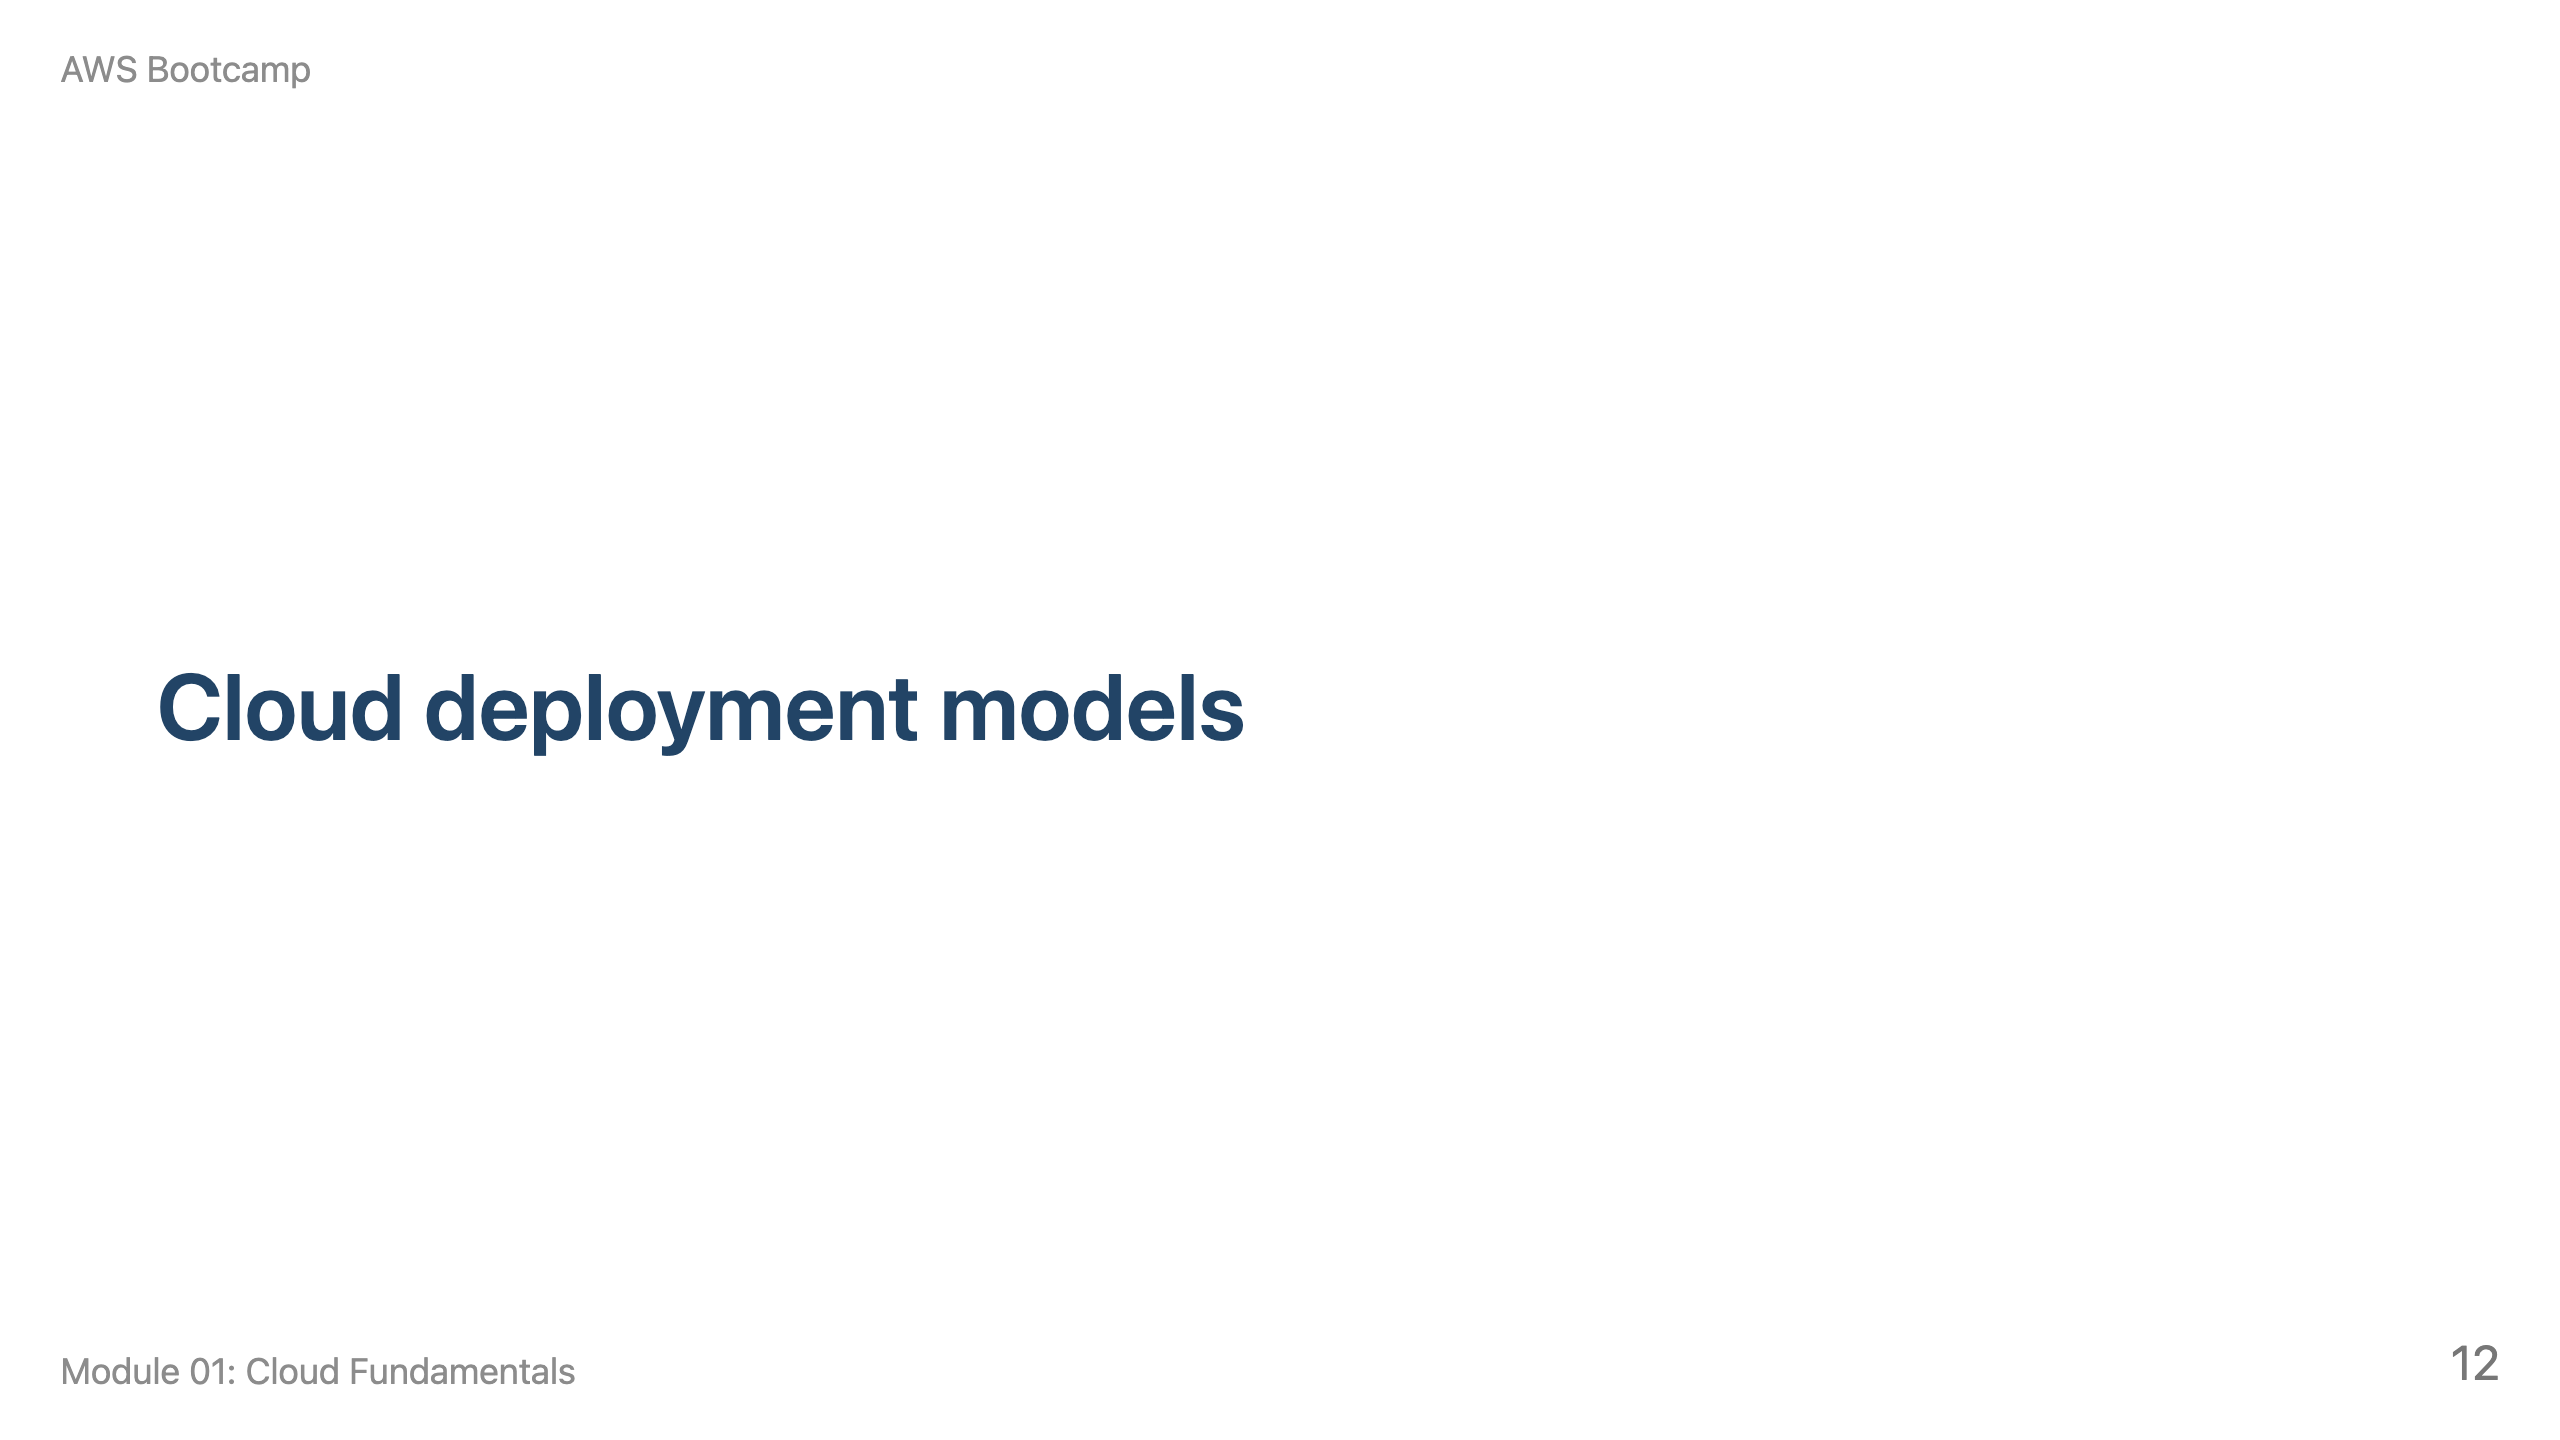 AWS Bootcamp
Cloud deployment models
Module 01: Cloud Fundamentals
12